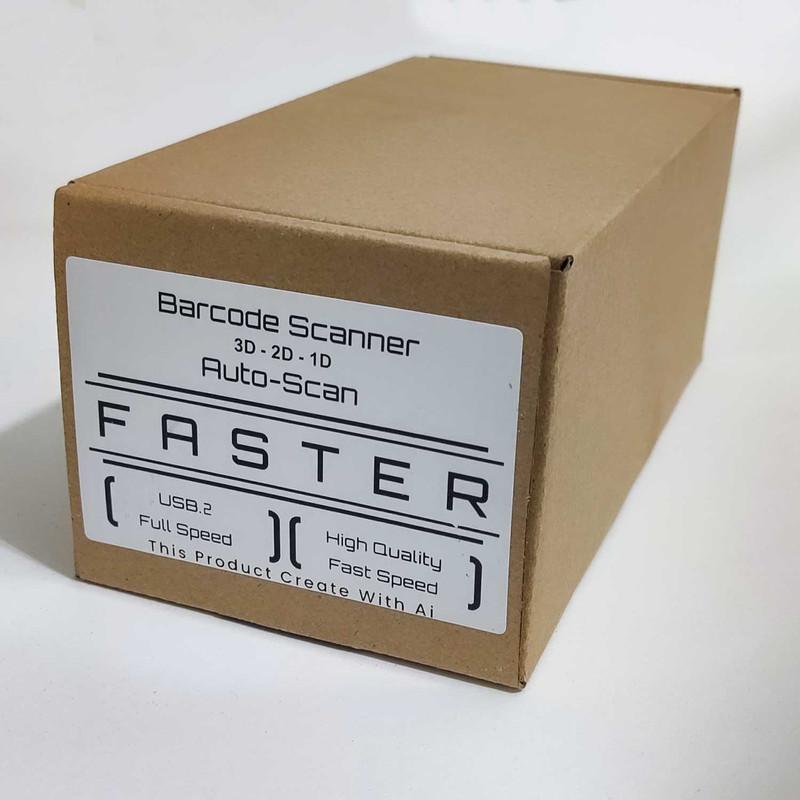 Barcode Scanner
3D - 2D - 1D
Auto-Scan
FASTER
USB.2
Full Speed
High Quality
Fast Speed
This Product Create With Ai